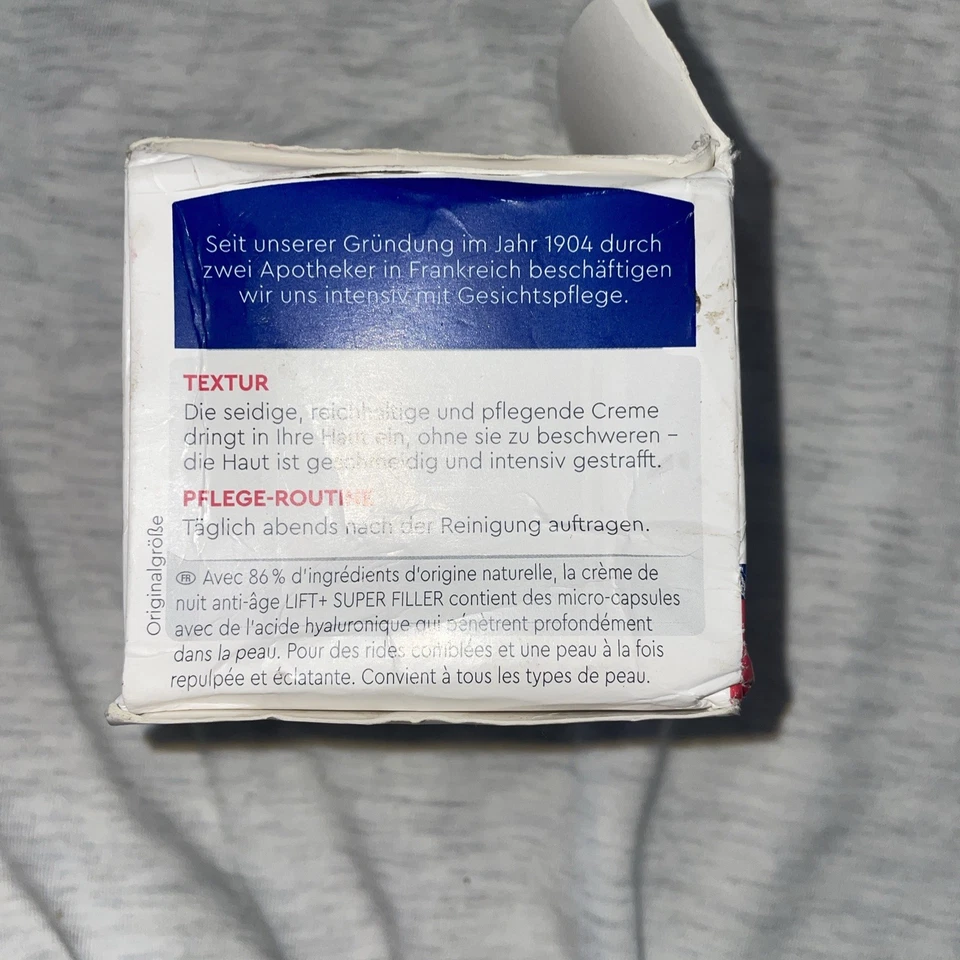 Seit unserer Gründung im Jahr 1904 durch
zwei Apotheker in Frankreich beschäftigen
wir uns intensiv mit Gesichtspflege.
TEXTUR
Die seidige, reichhaltige und pflegende Creme
dringt in Ihre Haut ein, ohne sie zu beschweren –
die Haut ist geschmeidig und intensiv gestrafft.
PFLEGE-ROUTINE
Täglich abends nach der Reinigung auftragen.
Originalgröße
FR Avec 86 % d'ingrédients d'origine naturelle, la crème de
nuit anti-âge LIFT+ SUPER FILLER contient des micro-capsules
avec de l'acide hyaluronique qui pénètrent profondément
dans la peau. Pour des rides comblées et une peau à la fois
repulpée et éclatante. Convient à tous les types de peau.